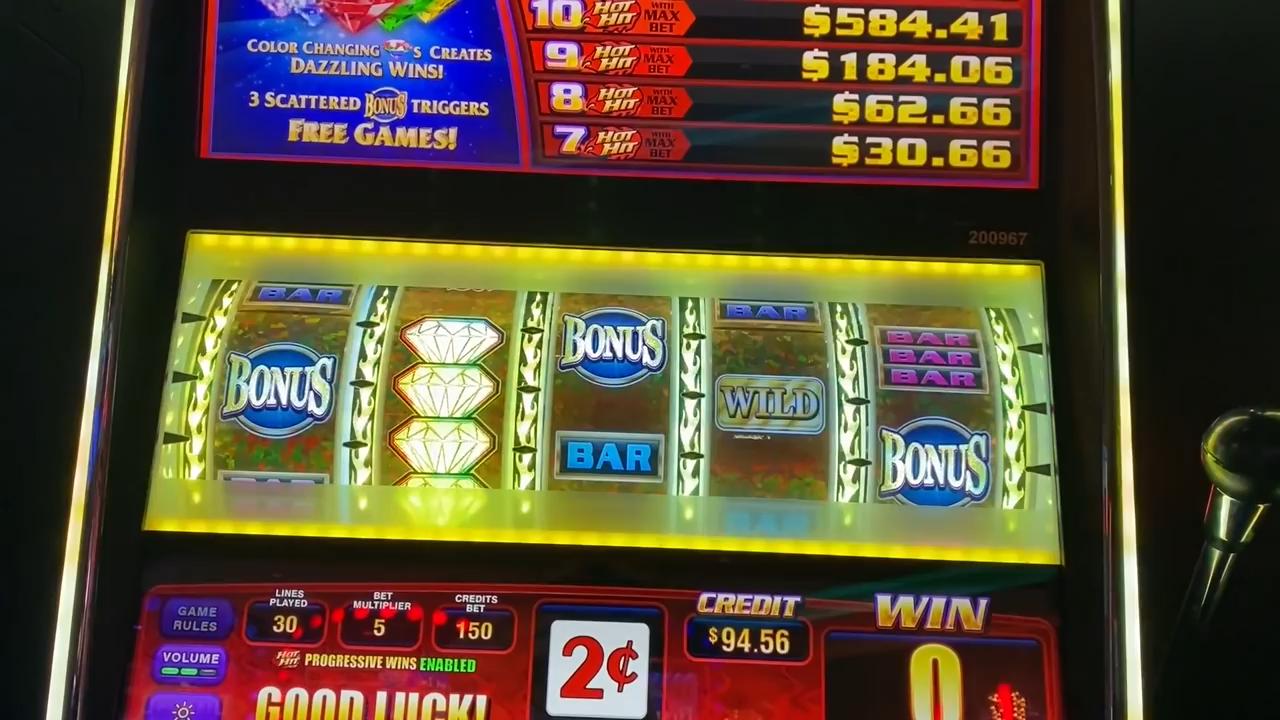 10 HOT HIT WITH MAX BET $584.41
9 HOT HIT WITH MAX BET $184.06
8 HOT HIT WITH MAX BET $62.66
7 HOT HIT WITH MAX BET $30.66
COLOR CHANGING 'S CREATES
DAZZLING WINS!
3 SCATTERED BONUS TRIGGERS
FREE GAMES!
200967
BAR
BONUS
BONUS
BAR
BAR
WILD
BAR
BAR
BAR
BONUS
GAME
RULES
VOLUME
LINES
PLAYED
30
BET
MULTIPLIER
5
CREDITS
BET
150
HOT HIT PROGRESSIVE WINS ENABLED
GOOD LUCK!
2¢
CREDIT
$94.56
WIN
0